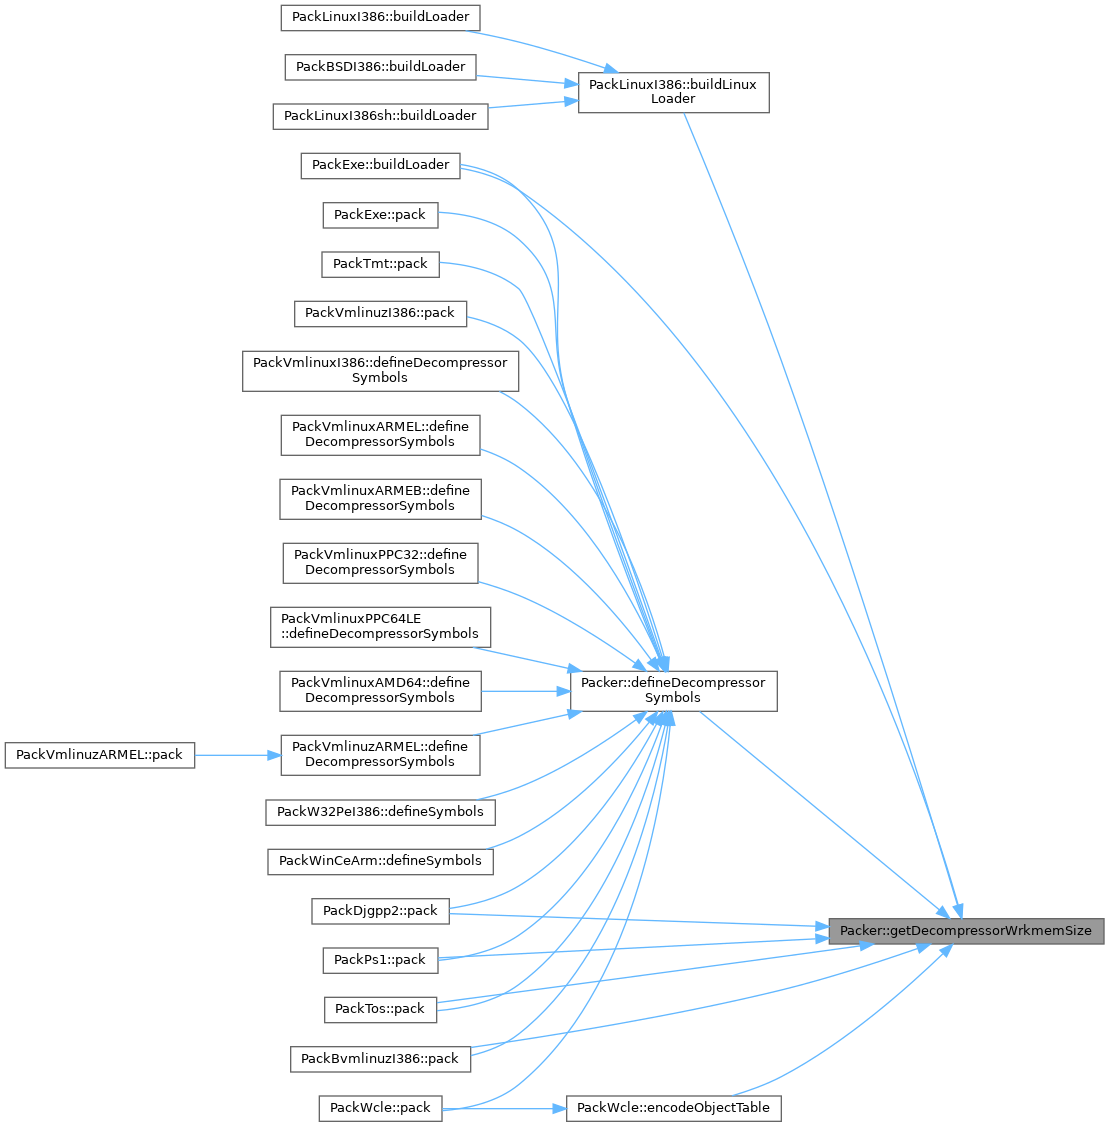 PackLinuxI386::buildLoader
PackBSDI386::buildLoader
PackLinuxI386::buildLinux
Loader
PackLinuxI386sh::buildLoader
PackExe::buildLoader
PackExe::pack
PackTmt::pack
PackVmlinuzI386::pack
PackVmlinuxI386::defineDecompressor
Symbols
PackVmlinuxARMEL::define
DecompressorSymbols
PackVmlinuxARMEB::define
DecompressorSymbols
PackVmlinuxPPC32::define
DecompressorSymbols
PackVmlinuxPPC64LE
::defineDecompressorSymbols
PackVmlinuxAMD64::define
DecompressorSymbols
Packer::defineDecompressor
Symbols
PackVmlinuzARMEL::pack
PackVmlinuzARMEL::define
DecompressorSymbols
PackW32PeI386::defineSymbols
PackWinCeArm::defineSymbols
PackDjgpp2::pack
Packer::getDecompressorWrkmemSize
PackPs1::pack
PackTos::pack
PackBvmlinuzI386::pack
PackWcle::pack
PackWcle::encodeObjectTable